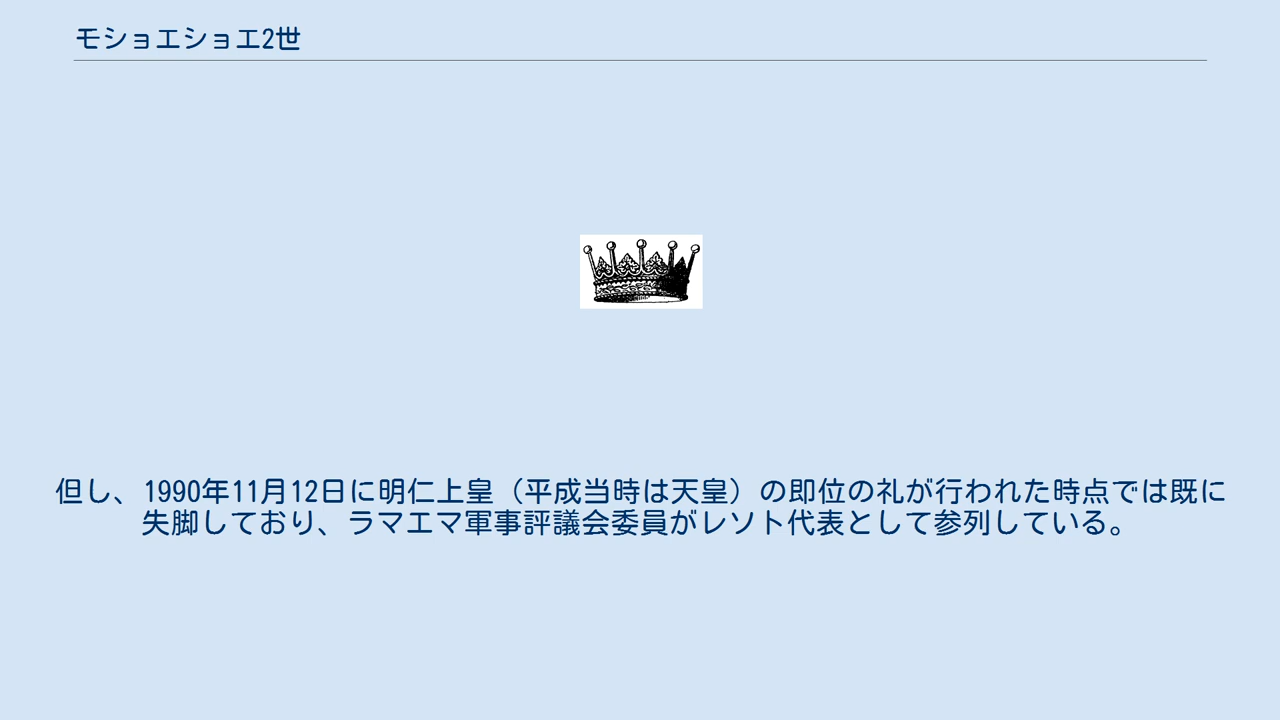 モショエショエ2世
但し、1990年11月12日に明仁上皇（平成当時は天皇）の即位の礼が行われた時点では既に
失脚しており、ラマエマ軍事評議会委員がレソト代表として参列している。